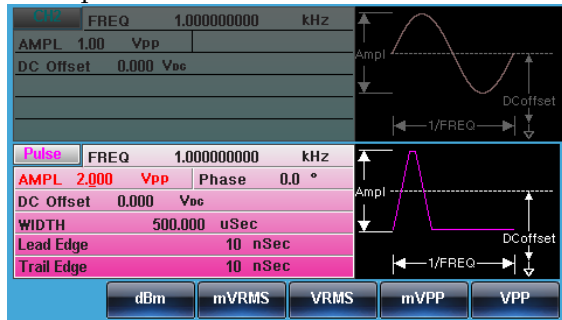 CH2 FREQ 1.000000000 kHz
AMPL 1.00 Vpp
DC Offset 0.000 VDC
Ampl
DCoffset
1/FREQ
Pulse FREQ 1.000000000 kHz
AMPL 2.000 Vpp Phase 0.0 °
DC Offset 0.000 VDC
WIDTH 500.000 uSec
Lead Edge 10 nSec
Trail Edge 10 nSec
Ampl
DCoffset
1/FREQ
dBm mVRMS VRMS mVPP VPP